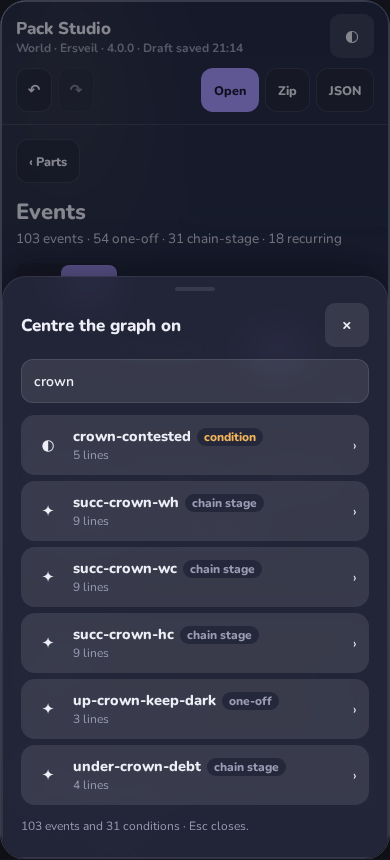 Pack Studio
World · Ersveil · 4.0.0 · Draft saved 21:14
Open
Zip
JSON
‹ Parts
Events
103 events · 54 one-off · 31 chain-stage · 18 recurring
Centre the graph on
×
crown
crown-contested condition
5 lines
succ-crown-wh chain stage
9 lines
succ-crown-wc chain stage
9 lines
succ-crown-hc chain stage
9 lines
up-crown-keep-dark one-off
3 lines
under-crown-debt chain stage
4 lines
103 events and 31 conditions · Esc closes.